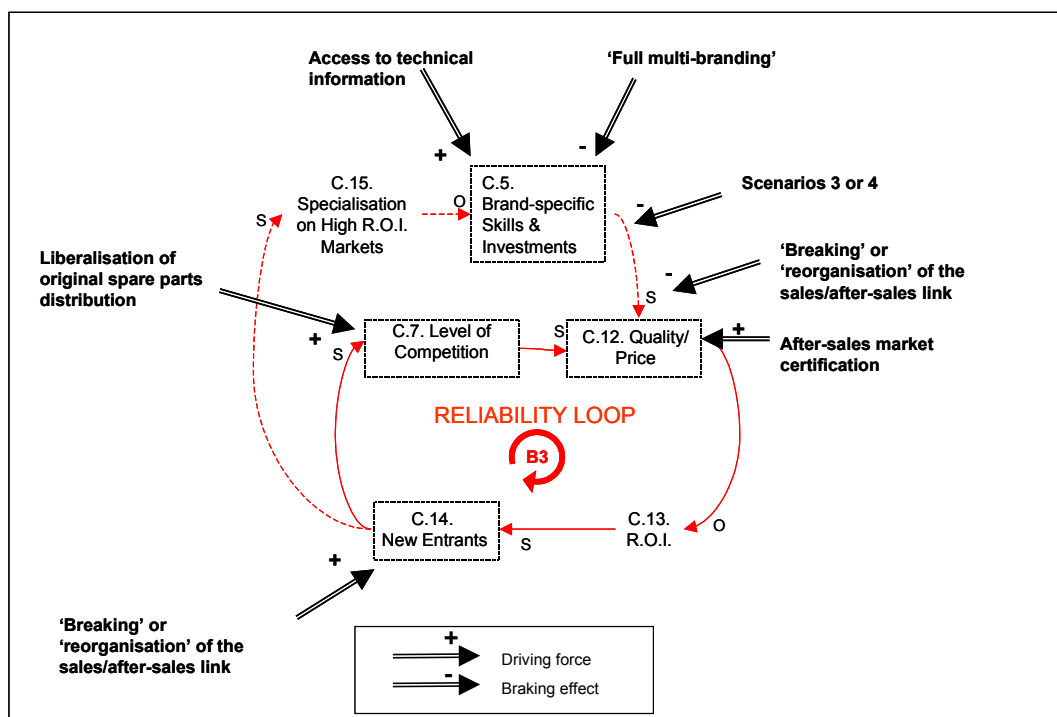 Access to technical
information
‘Full multi-branding’
+
-
C.15.
Specialisation
on High R.O.I.
Markets
S
O
C.5.
Brand-specific
Skills &
Investments
-
Scenarios 3 or 4
Liberalisation of
original spare parts
distribution
‘Breaking’ or
‘reorganisation’ of the
sales/after-sales link
-
S
+
S
C.7. Level of
Competition
S
C.12. Quality/
Price
+
After-sales market
certification
RELIABILITY LOOP
B3
C.14.
New Entrants
S
C.13.
R.O.I.
O
+
‘Breaking’ or
‘reorganisation’ of the
sales/after-sales link
+
Driving force
-
Braking effect